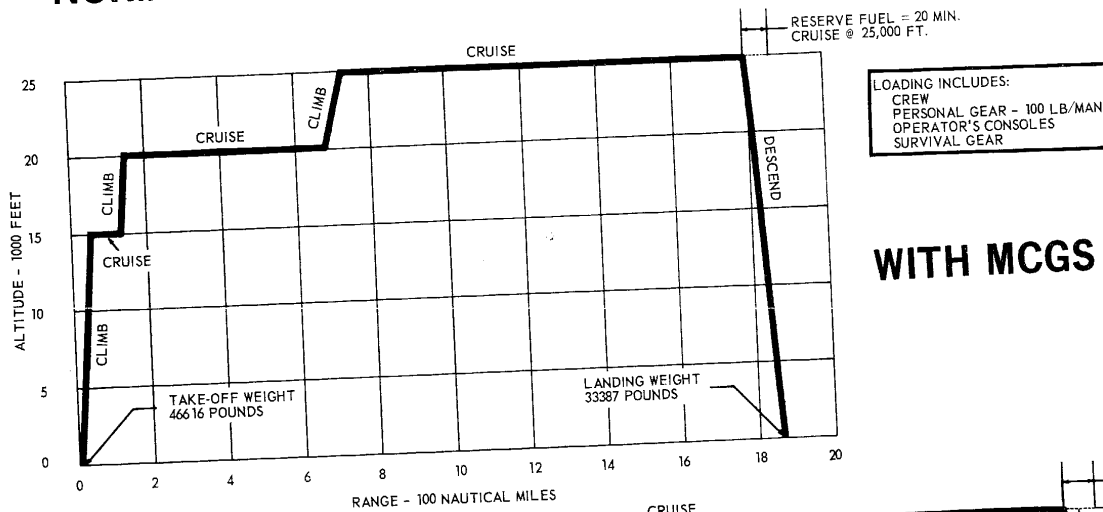 RESERVE FUEL = 20 MIN.
CRUISE @ 25,000 FT.
CRUISE
25
20
15
10
5
0
ALTITUDE - 1000 FEET
CLIMB
CRUISE
CLIMB
CRUISE
CLIMB
DESCEND
LOADING INCLUDES:
CREW
PERSONAL GEAR - 100 LB/MAN
OPERATOR'S CONSOLES
SURVIVAL GEAR
WITH MCGS
TAKE-OFF WEIGHT
46616 POUNDS
LANDING WEIGHT
33387 POUNDS
0 2 4 6 8 10 12 14 16 18 20
RANGE - 100 NAUTICAL MILES
CRUISE